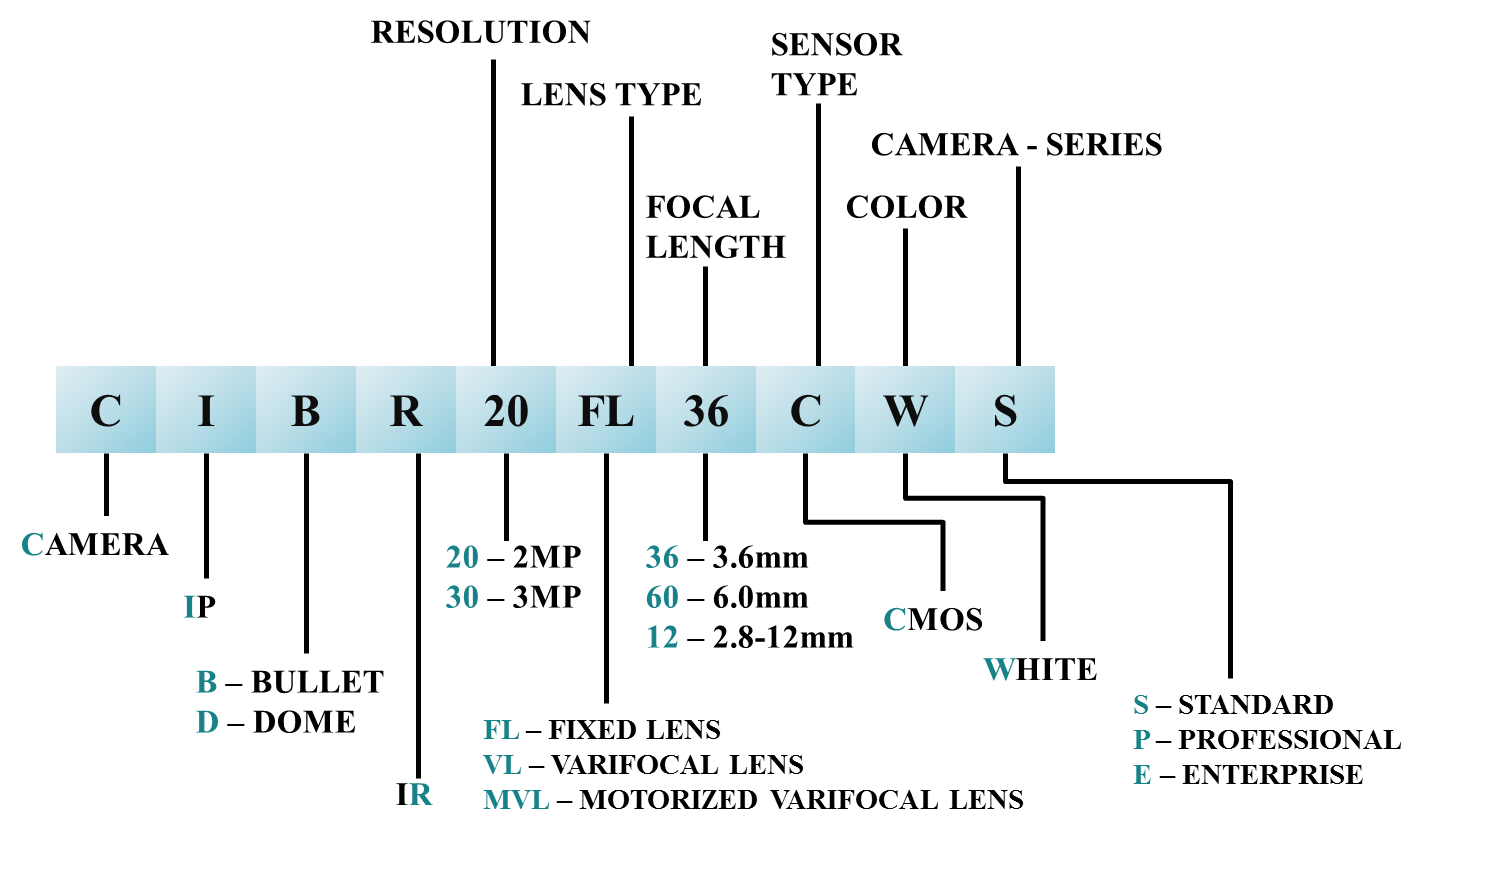 RESOLUTION
SENSOR
TYPE
LENS TYPE
CAMERA - SERIES
FOCAL
LENGTH
COLOR
C I B R 20 FL 36 C W S
CAMERA
IP
B – BULLET
D – DOME
IR
20 – 2MP
30 – 3MP
FL – FIXED LENS
VL – VARIFOCAL LENS
MVL – MOTORIZED VARIFOCAL LENS
36 – 3.6mm
60 – 6.0mm
12 – 2.8-12mm
CMOS
WHITE
S – STANDARD
P – PROFESSIONAL
E – ENTERPRISE